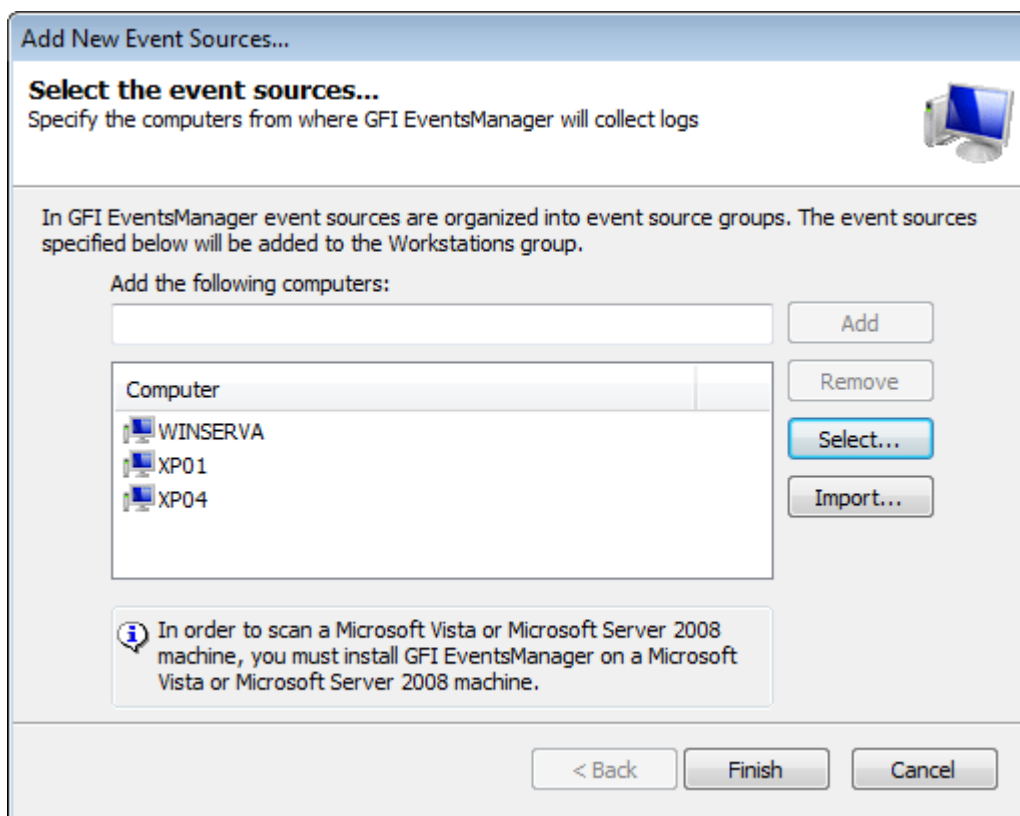 Add New Event Sources...
Select the event sources...
Specify the computers from where GFI EventsManager will collect logs
In GFI EventsManager event sources are organized into event source groups. The event sources
specified below will be added to the Workstations group.
Add the following computers:
Add
Computer
Remove
WINSERVA
Select...
XP01
XP04
Import...
In order to scan a Microsoft Vista or Microsoft Server 2008
machine, you must install GFI EventsManager on a Microsoft
Vista or Microsoft Server 2008 machine.
< Back
Finish
Cancel